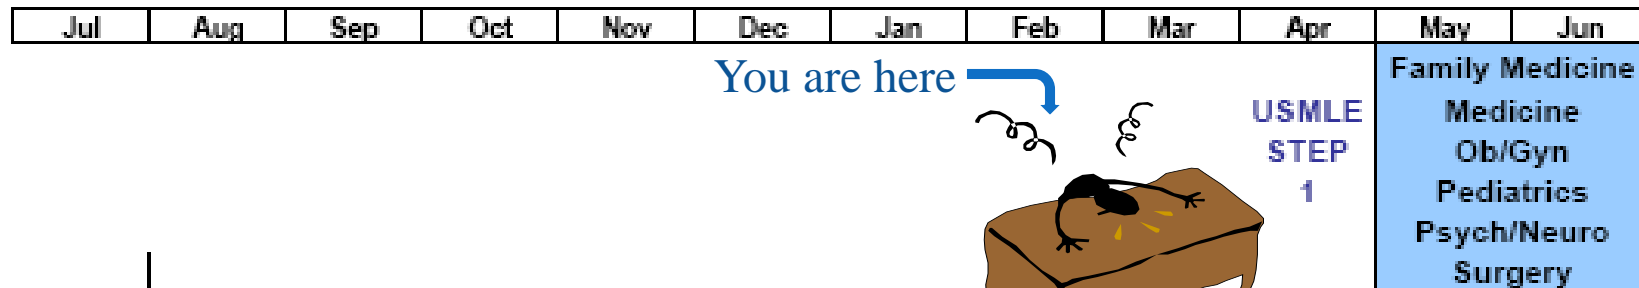 Jul Aug Sep Oct Nov Dec Jan Feb Mar Apr May Jun
You are here
USMLE
STEP
1
Family Medicine
Medicine
Ob/Gyn
Pediatrics
Psych/Neuro
Surgery